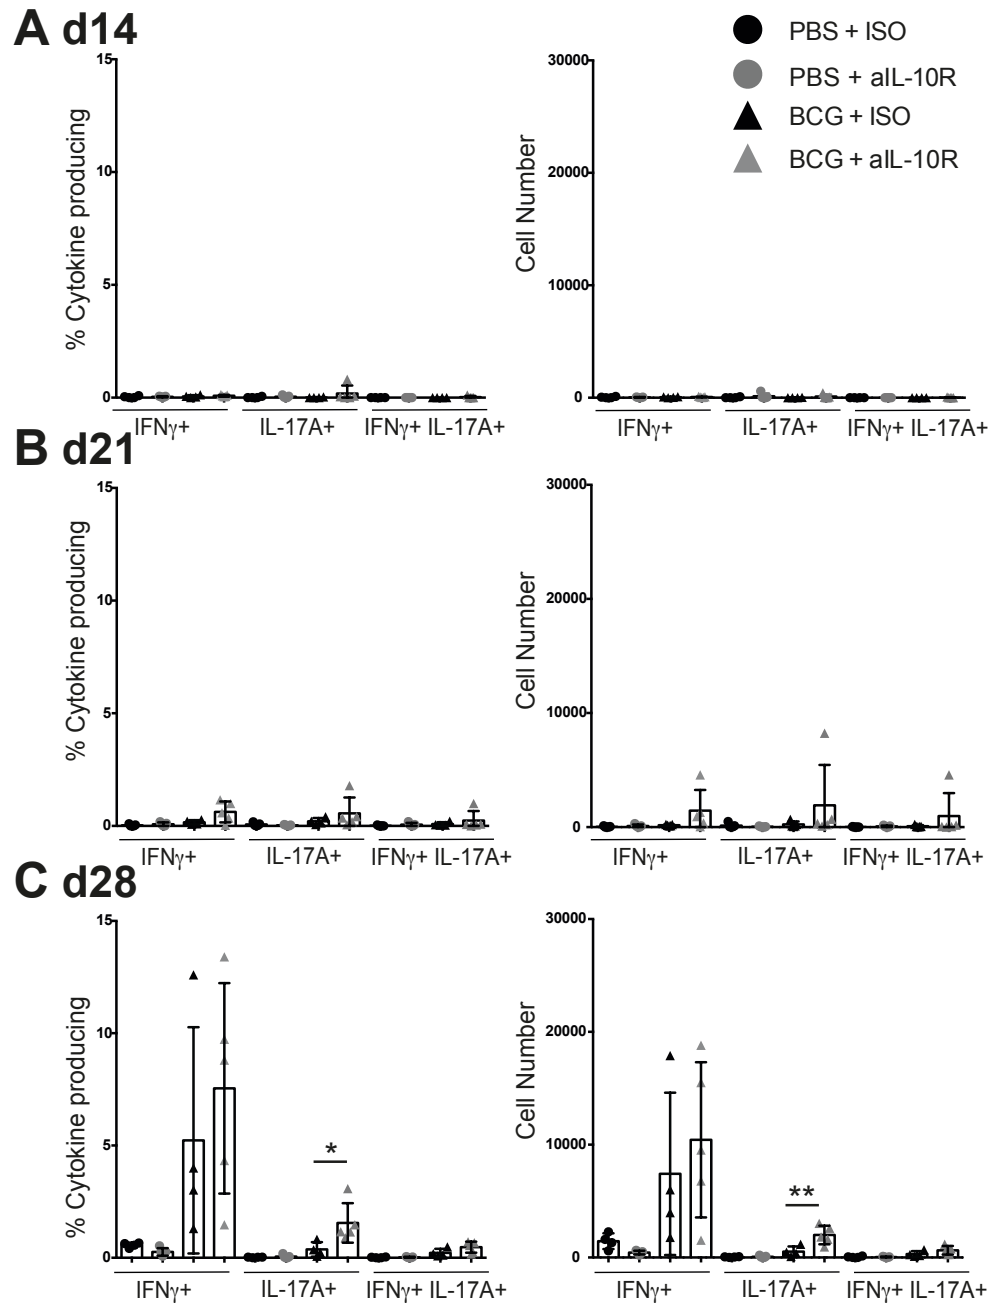 A d14
PBS + ISO
PBS + aIL-10R
BCG + ISO
BCG + aIL-10R
% Cytokine producing
15
10
5
0
IFNγ+ IL-17A+ IFNγ+ IL-17A+
Cell Number
30000
20000
10000
0
IFNγ+ IL-17A+ IFNγ+ IL-17A+
B d21
% Cytokine producing
15
10
5
0
IFNγ+ IL-17A+ IFNγ+ IL-17A+
Cell Number
30000
20000
10000
0
IFNγ+ IL-17A+ IFNγ+ IL-17A+
C d28
% Cytokine producing
15
10
5
0
*
IFNγ+ IL-17A+ IFNγ+ IL-17A+
Cell Number
30000
20000
10000
0
**
IFNγ+ IL-17A+ IFNγ+ IL-17A+